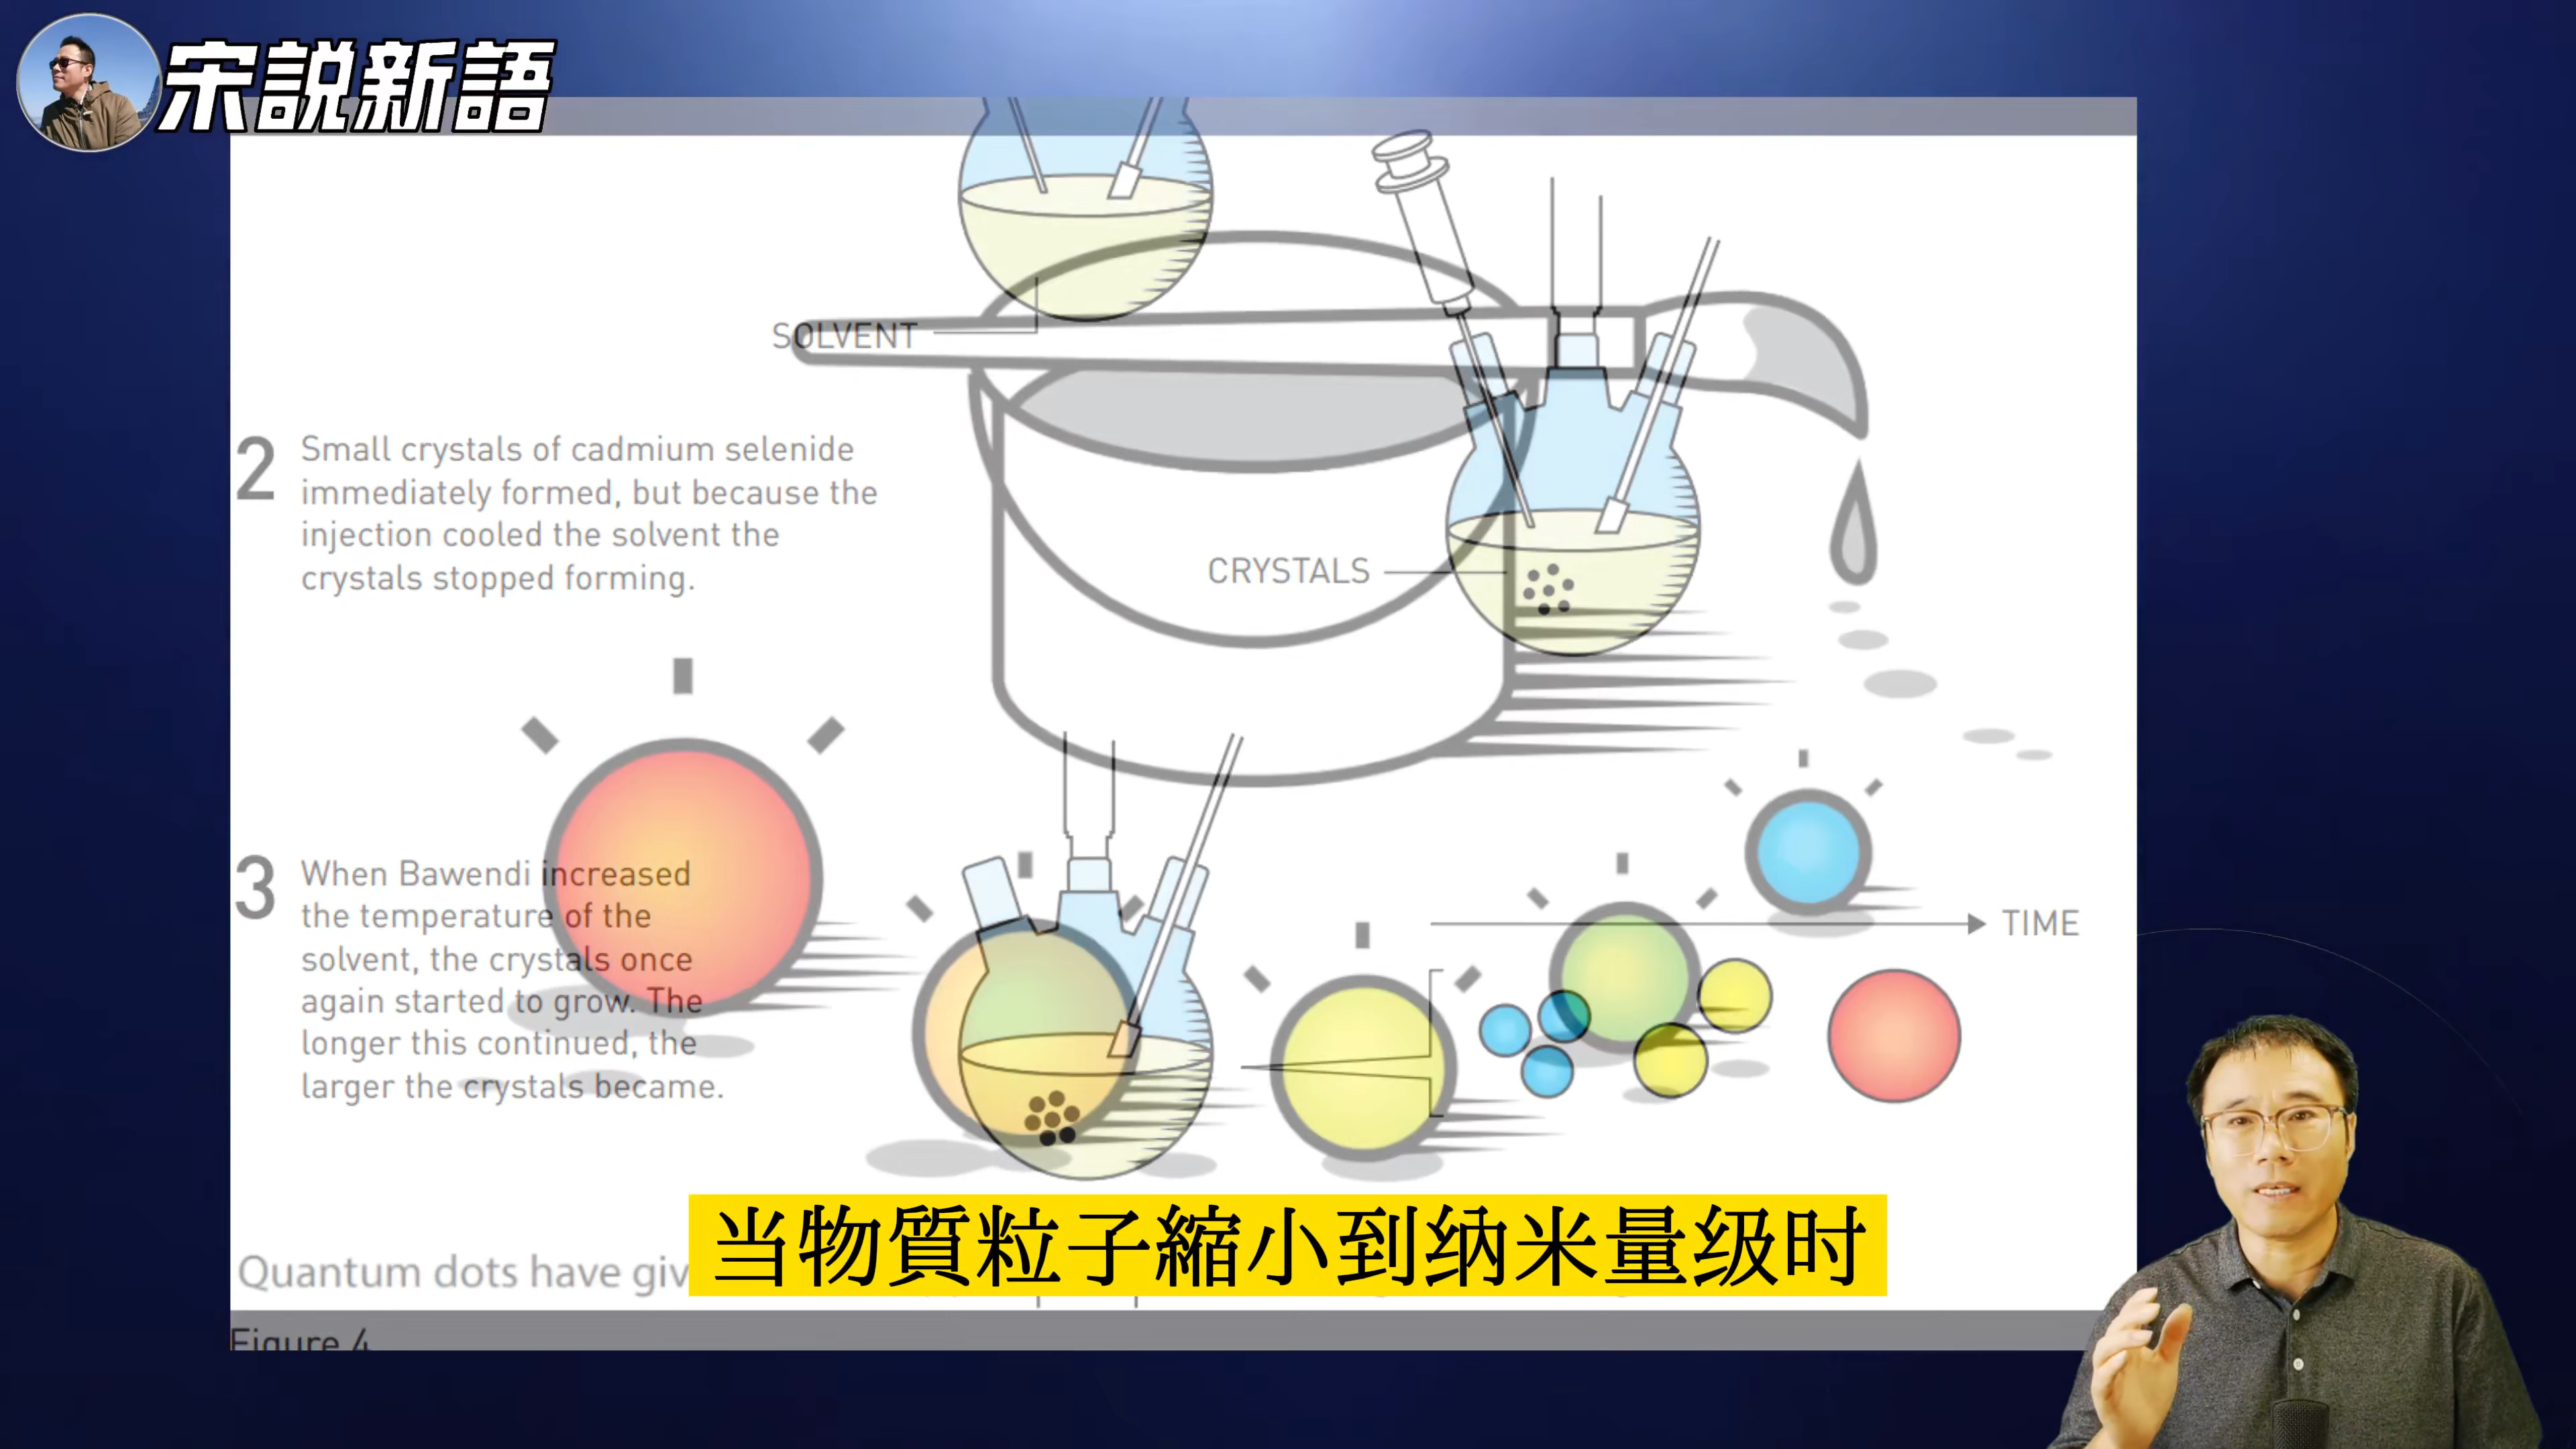 宋説新語
SOLVENT
2
Small crystals of cadmium selenide
immediately formed, but because the
injection cooled the solvent the
crystals stopped forming.
CRYSTALS
3
When Bawendi increased
the temperature of the
solvent, the crystals once
again started to grow. The
longer this continued, the
larger the crystals became.
TIME
Quantum dots have giv
当物質粒子縮小到纳米量级时
Figure 4